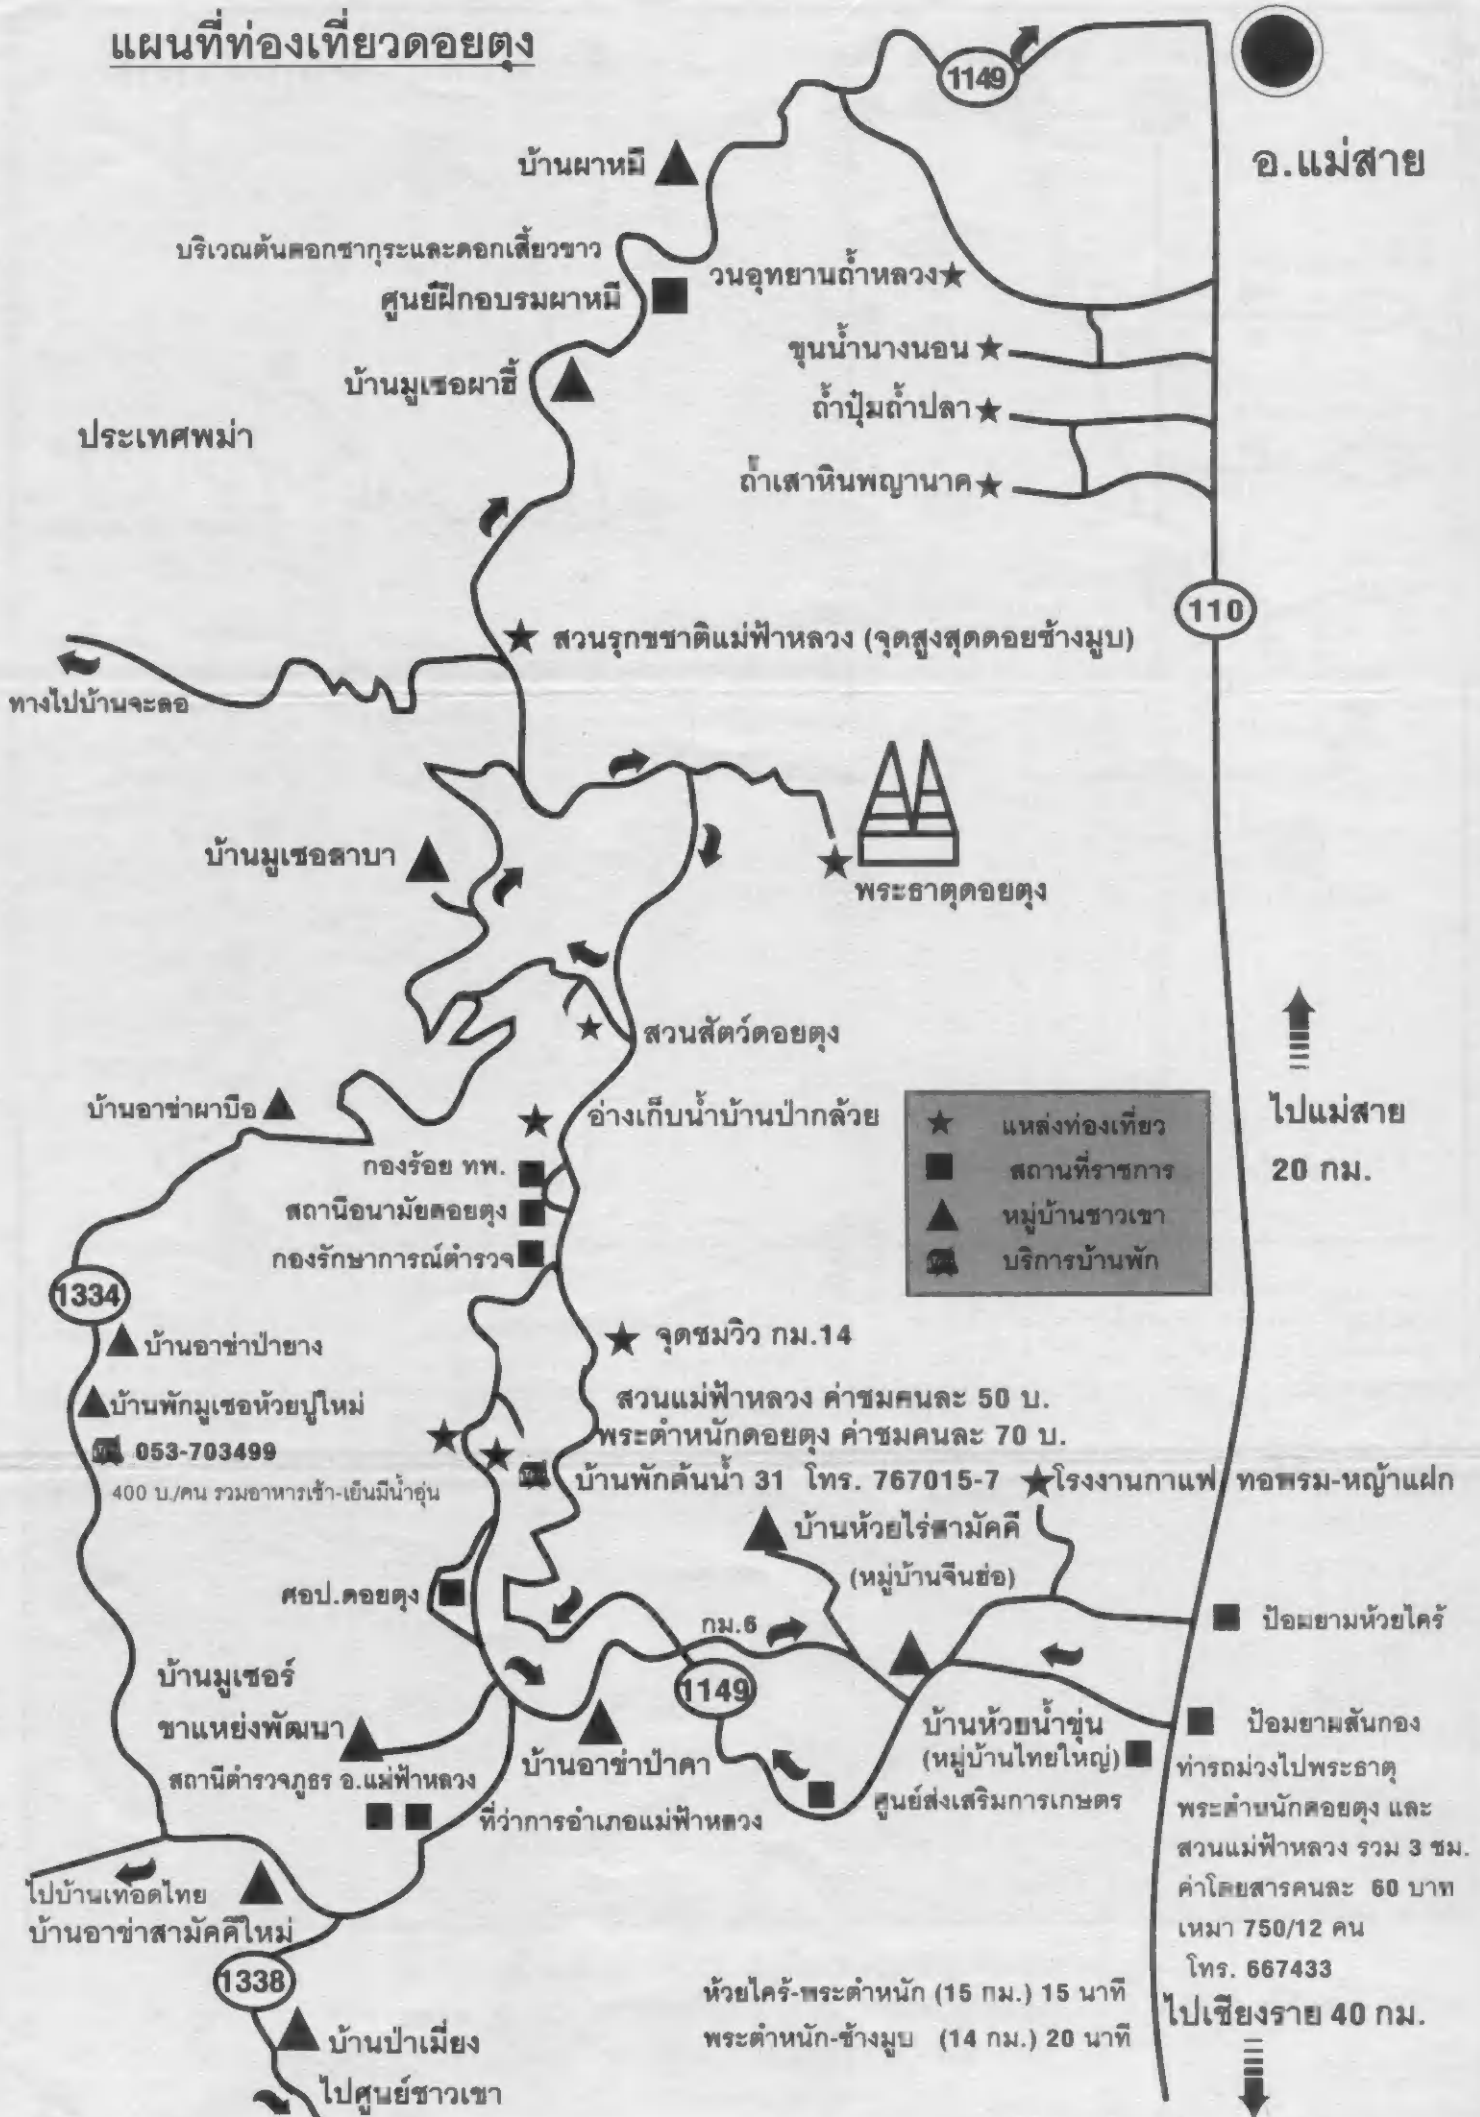 แผนที่ท่องเที่ยวดอยตุง
1149
อ.แม่สาย
บ้านผาหมี
บริเวณต้นดอกซากุระและดอกเสี้ยวขาว
ศูนย์ฝึกอบรมผาหมี
วนอุทยานถ้ำหลวง
ขุนน้ำนางนอน
บ้านมูเซอผาฮี้
ถ้ำปุ่มถ้ำปลา
ประเทศพม่า
ถ้ำเสาหินพญานาค
110
สวนรุกขชาติแม่ฟ้าหลวง (จุดสูงสุดดอยช้างมูบ)
ทางไปบ้านจะลอ
บ้านมูเซอลาบา
พระธาตุดอยตุง
สวนสัตว์ดอยตุง
บ้านอาข่าผาบือ
อ่างเก็บน้ำบ้านป่ากล้วย
ไปแม่สาย
20 กม.
แหล่งท่องเที่ยว
สถานที่ราชการ
หมู่บ้านชาวเขา
บริการบ้านพัก
กองร้อย ทพ.
สถานีอนามัยดอยตุง
กองรักษาการณ์ตำรวจ
1334
บ้านอาข่าป่ายาง
จุดชมวิว กม.14
บ้านพักมูเซอห้วยปูใหม่
053-703499
400 บ./คน รวมอาหารเช้า-เย็นมีน้ำอุ่น
สวนแม่ฟ้าหลวง ค่าชมคนละ 50 บ.
พระตำหนักดอยตุง ค่าชมคนละ 70 บ.
บ้านพักต้นน้ำ 31 โทร. 767015-7
โรงงานกาแฟ ทอพรม-หญ้าแฝก
บ้านห้วยไร่สามัคคี
(หมู่บ้านจีนฮ่อ)
ศอป.ดอยตุง
กม.6
ป้อมยามห้วยไคร้
บ้านมูเซอร์
ขาแหย่งพัฒนา
1149
บ้านอาข่าป่าคา
บ้านห้วยน้ำขุ่น
(หมู่บ้านไทยใหญ่)
ศูนย์ส่งเสริมการเกษตร
ป้อมยามสันกอง
ท่ารถม่วงไปพระธาตุ
พระตำหนักดอยตุง และ
สวนแม่ฟ้าหลวง รวม 3 ชม.
ค่าโดยสารคนละ 60 บาท
เหมา 750/12 คน
โทร. 667433
สถานีตำรวจภูธร อ.แม่ฟ้าหลวง
ที่ว่าการอำเภอแม่ฟ้าหลวง
ไปบ้านเทอดไทย
บ้านอาข่าสามัคคีใหม่
1338
ห้วยไคร้-พระตำหนัก (15 กม.) 15 นาที
พระตำหนัก-ช้างมูบ (14 กม.) 20 นาที
ไปเชียงราย 40 กม.
บ้านป่าเมี่ยง
ไปศูนย์ชาวเขา